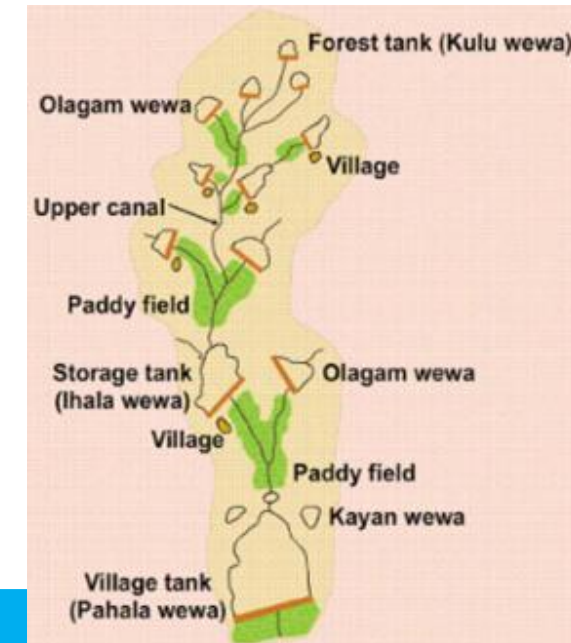 Forest tank (Kulu wewa)
Olagam wewa
Village
Upper canal
Paddy field
Storage tank
(Ihala wewa)
Olagam wewa
Village
Paddy field
Kayan wewa
Village tank
(Pahala wewa)